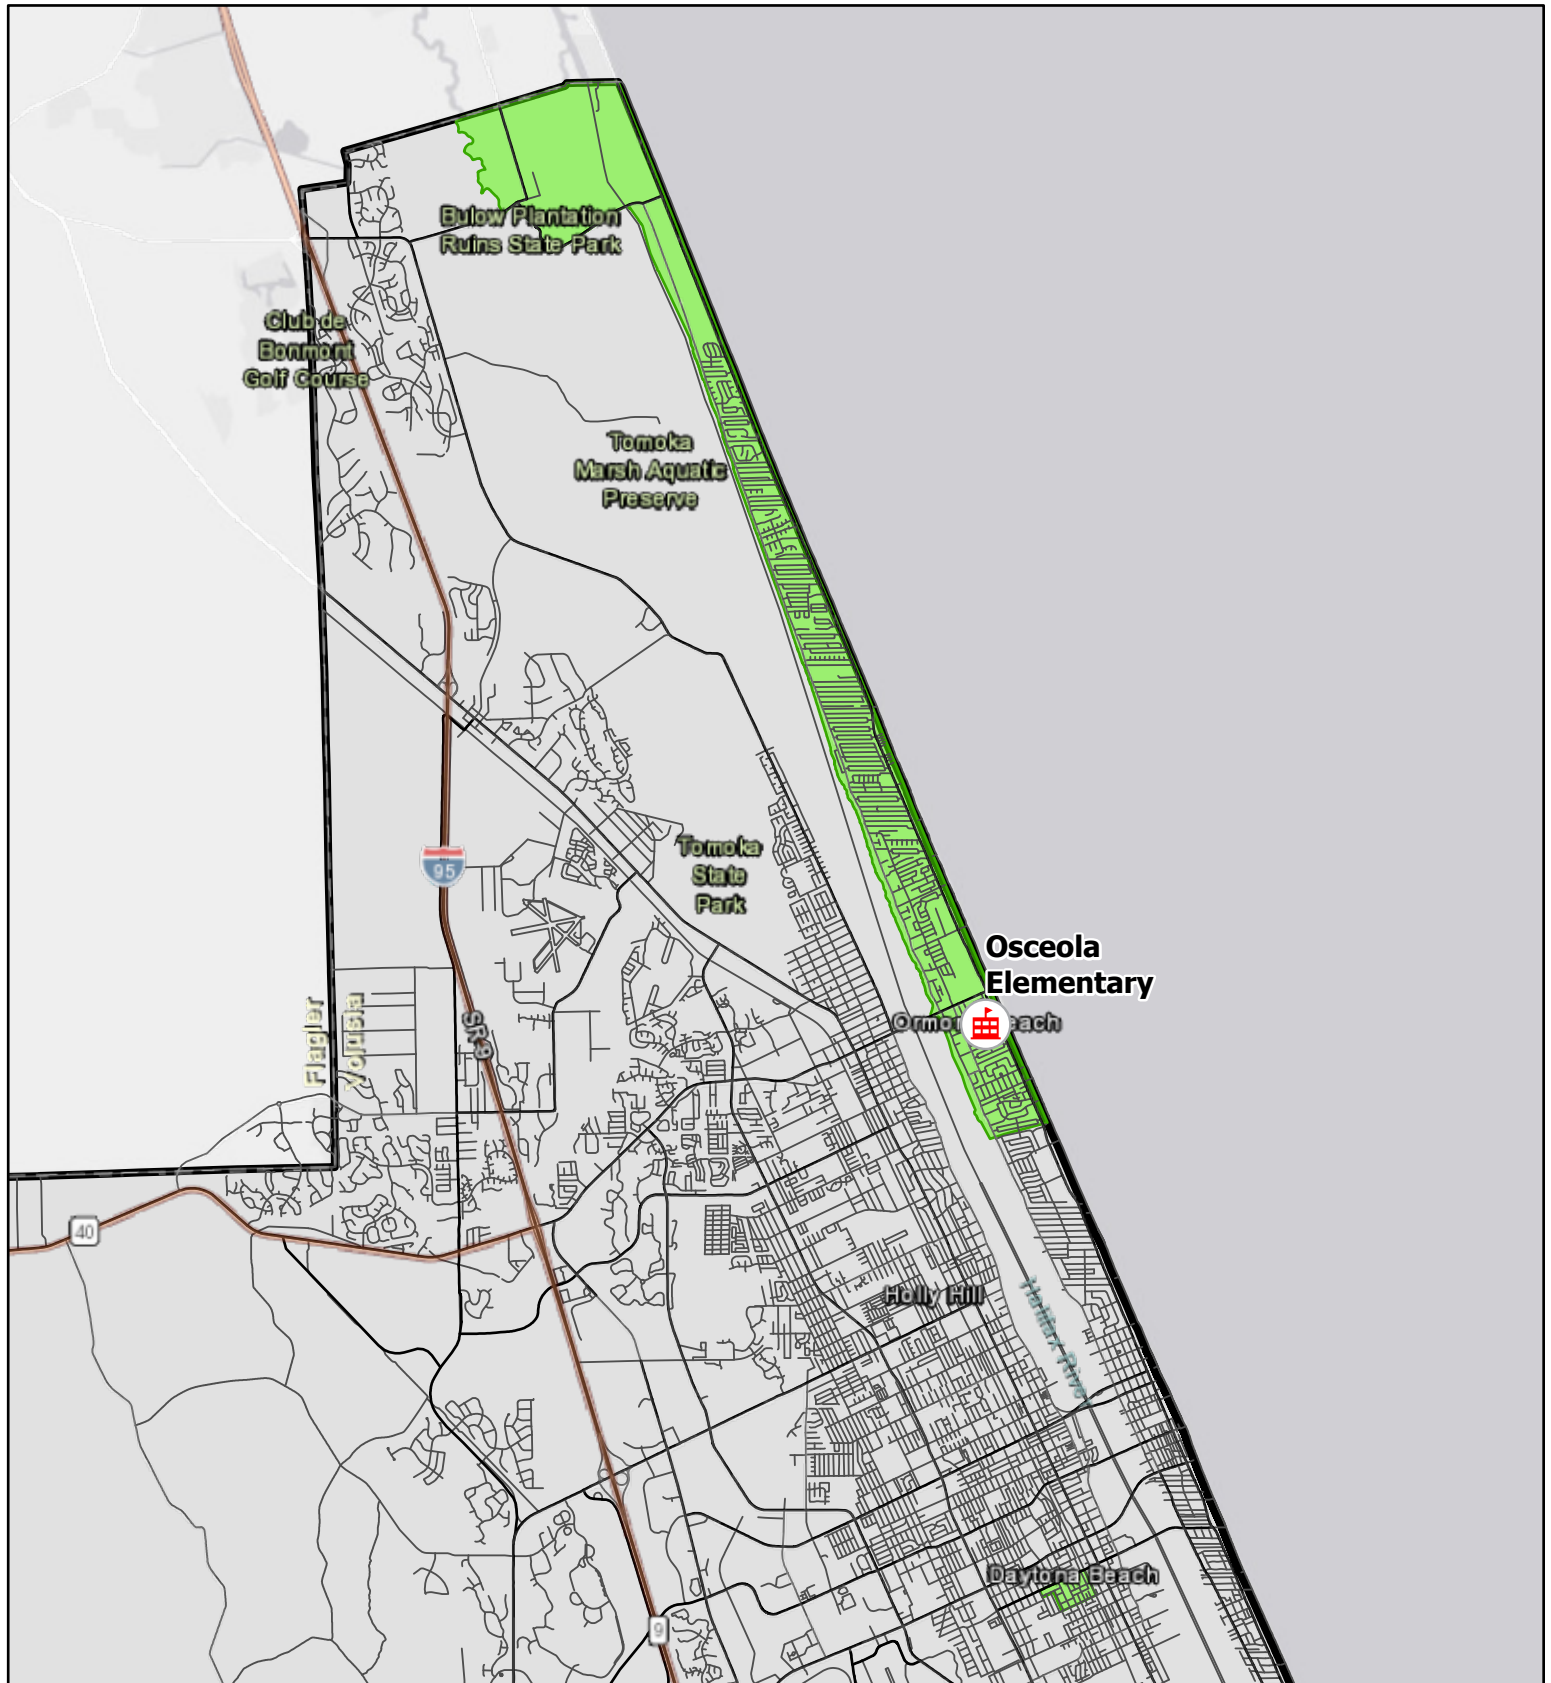 Bulow Plantation
Ruins State Park
Club de
Bonmont
Golf Course
Tomoka
Marsh Aquatic
Preserve
95
Tomoka
State
Park
Osceola
Elementary
Flagler
Volusia
SR 9
40
Holly Hill
Halifax River
Daytona Beach
9